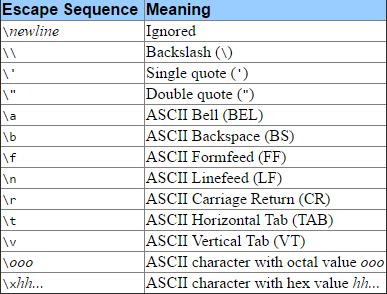 Escape Sequence Meaning
\newline Ignored
\\ Backslash (\)
\' Single quote (')
\" Double quote (")
\a ASCII Bell (BEL)
\b ASCII Backspace (BS)
\f ASCII Formfeed (FF)
\n ASCII Linefeed (LF)
\r ASCII Carriage Return (CR)
\t ASCII Horizontal Tab (TAB)
\v ASCII Vertical Tab (VT)
\ooo ASCII character with octal value ooo
\xhh... ASCII character with hex value hh...